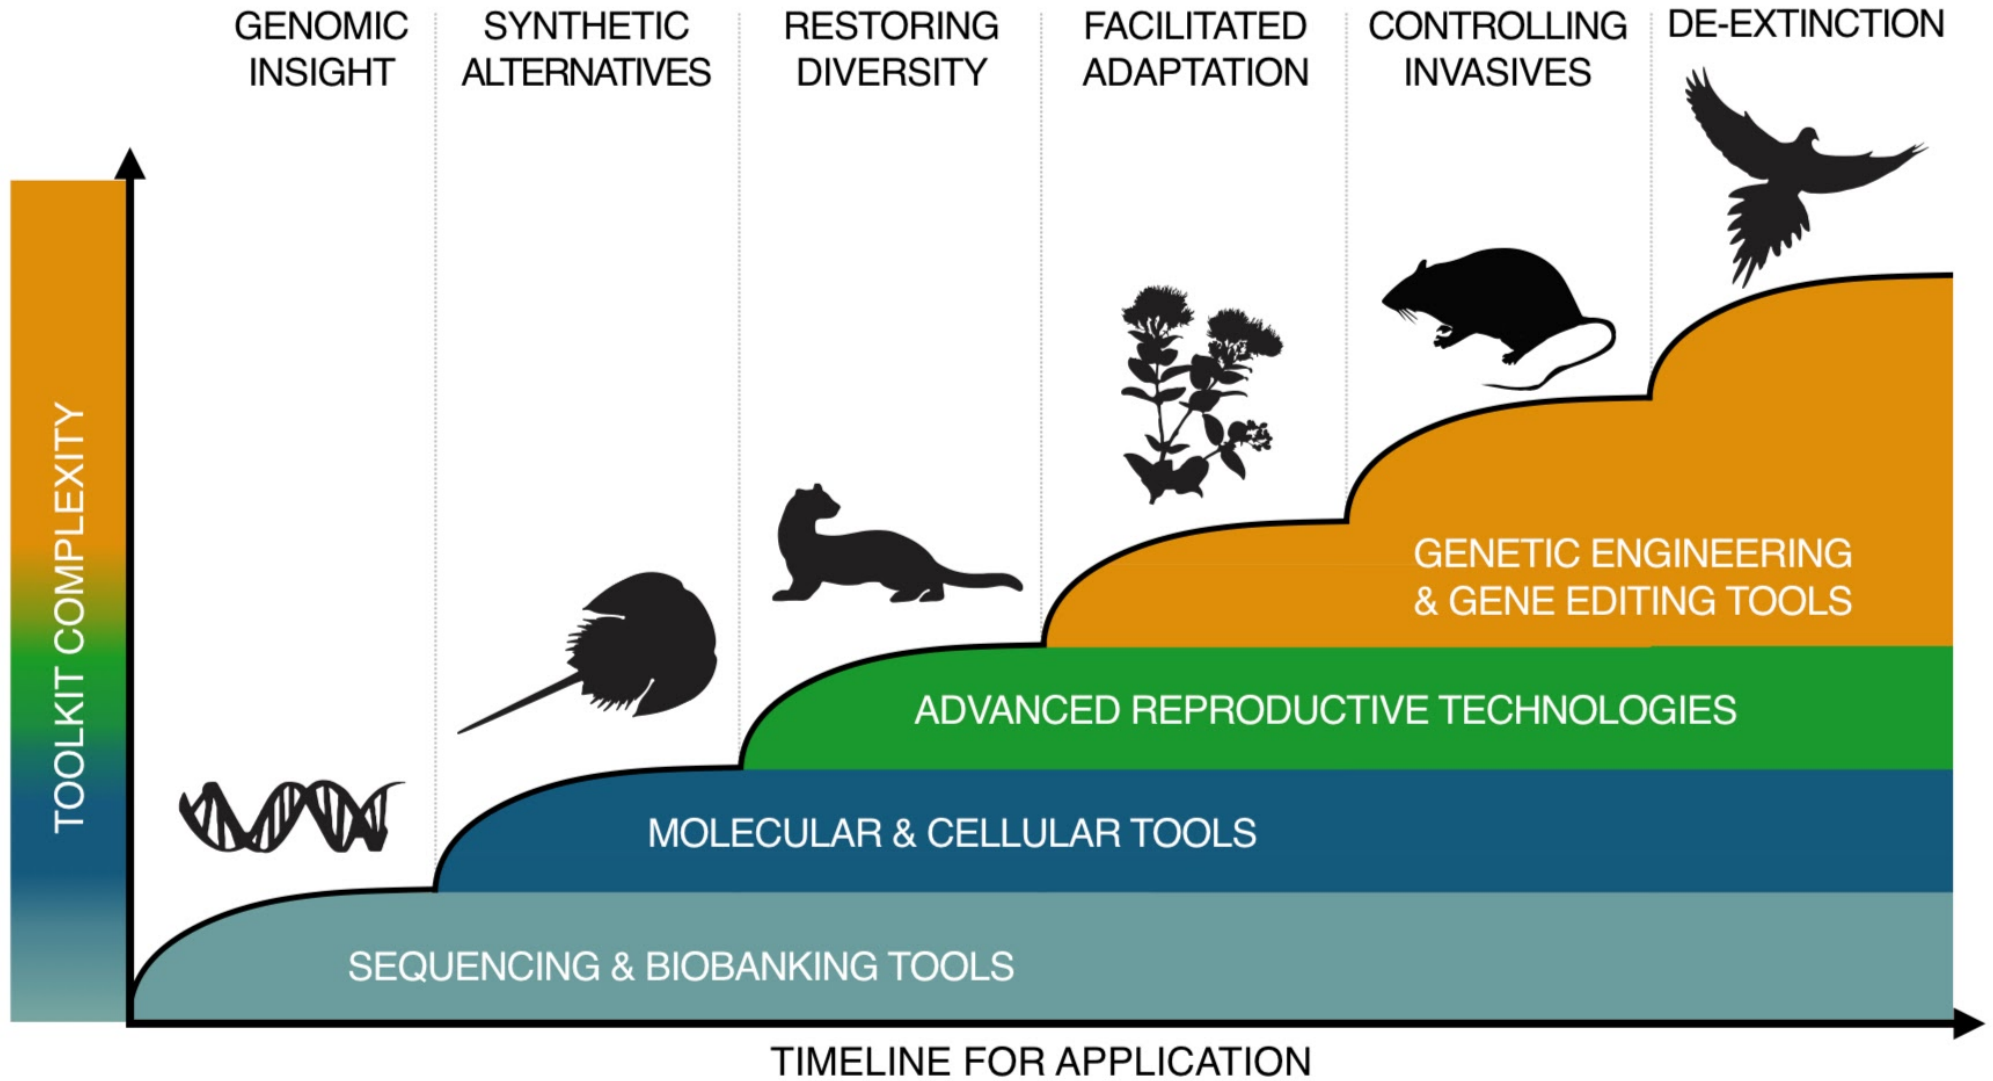 GENOMIC
INSIGHT
SYNTHETIC
ALTERNATIVES
RESTORING
DIVERSITY
FACILITATED
ADAPTATION
CONTROLLING
INVASIVES
DE-EXTINCTION
TOOLKIT COMPLEXITY
GENETIC ENGINEERING
& GENE EDITING TOOLS
ADVANCED REPRODUCTIVE TECHNOLOGIES
MOLECULAR & CELLULAR TOOLS
SEQUENCING & BIOBANKING TOOLS
TIMELINE FOR APPLICATION